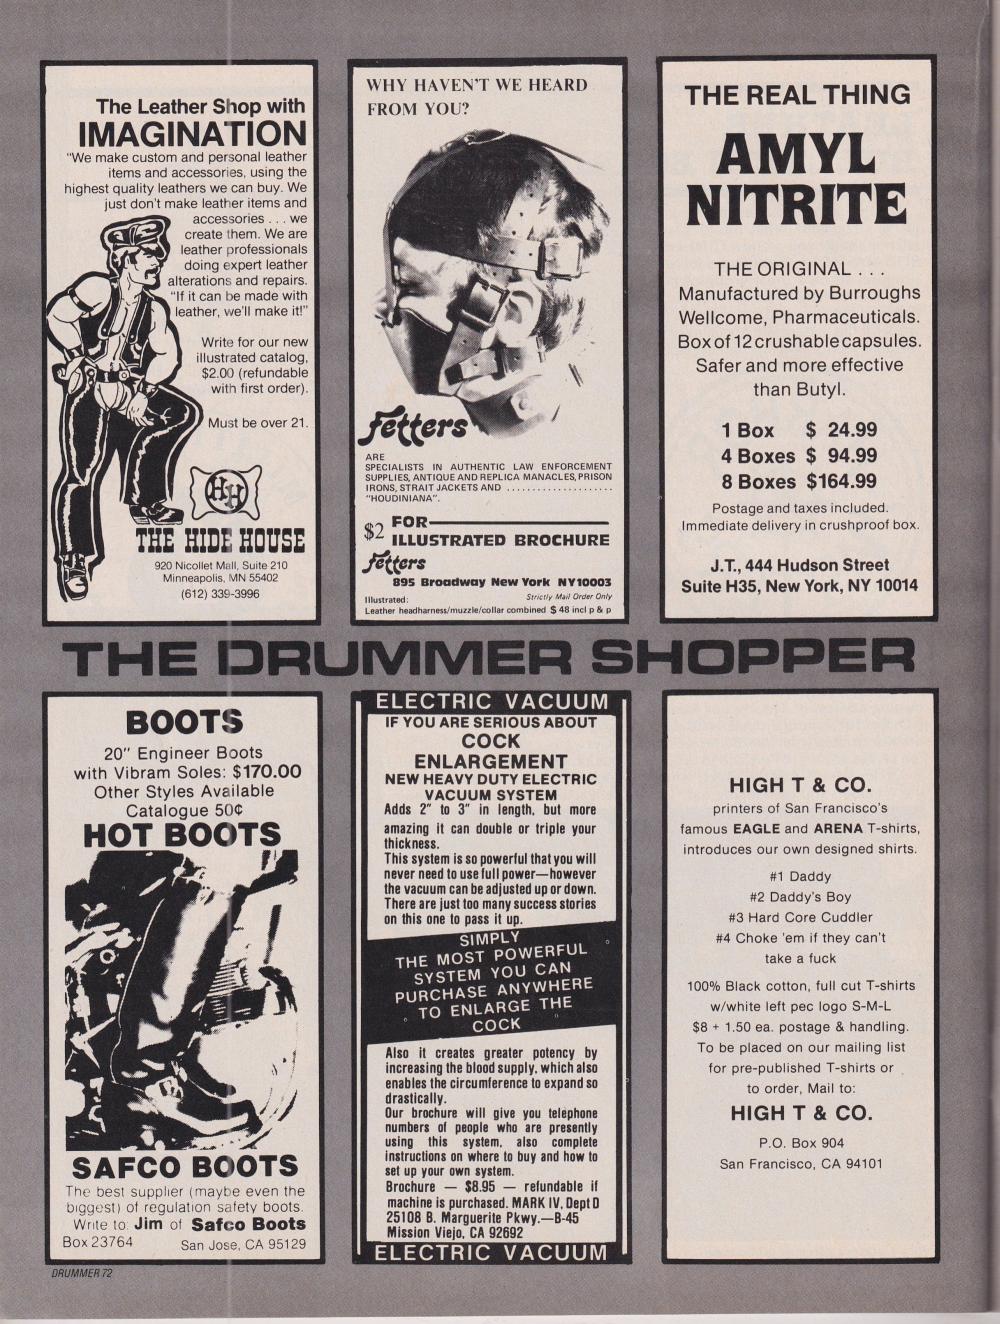 The Leather Shop with
IMAGINATION
"We make custom and personal leather
items and accessories, using the
highest quality leathers we can buy. We
just don't make leather items and
accessories . . . we
create them. We are
leather professionals
doing expert leather
alterations and repairs.
"If it can be made with
leather, we'll make it!"
Write for our new
illustrated catalog,
$2.00 (refundable
with first order).
Must be over 21.
HH
THE HIDE HOUSE
920 Nicollet Mall, Suite 210
Minneapolis, MN 55402
(612) 339-3996
WHY HAVEN'T WE HEARD
FROM YOU?
Fetters
ARE
SPECIALISTS IN AUTHENTIC LAW ENFORCEMENT
SUPPLIES, ANTIQUE AND REPLICA MANACLES, PRISON
IRONS, STRAIT JACKETS AND ....................
"HOUDINIANA".
$2 FOR
ILLUSTRATED BROCHURE
Fetters
895 Broadway New York NY10003
Strictly Mail Order Only
Illustrated:
Leather headharness/muzzle/collar combined $48 incl p & p
THE REAL THING
AMYL
NITRITE
THE ORIGINAL . . .
Manufactured by Burroughs
Wellcome, Pharmaceuticals.
Box of 12 crushable capsules.
Safer and more effective
than Butyl.
1 Box $ 24.99
4 Boxes $ 94.99
8 Boxes $164.99
Postage and taxes included.
Immediate delivery in crushproof box.
J.T., 444 Hudson Street
Suite H35, New York, NY 10014
THE DRUMMER SHOPPER
BOOTS
20" Engineer Boots
with Vibram Soles: $170.00
Other Styles Available
Catalogue 50¢
HOT BOOTS
SAFCO BOOTS
The best supplier (maybe even the
biggest) of regulation safety boots.
Write to: Jim of Safco Boots
Box 23764 San Jose, CA 95129
ELECTRIC VACUUM
IF YOU ARE SERIOUS ABOUT
COCK
ENLARGEMENT
NEW HEAVY DUTY ELECTRIC
VACUUM SYSTEM
Adds 2" to 3" in length, but more
amazing it can double or triple your
thickness.
This system is so powerful that you will
never need to use full power—however
the vacuum can be adjusted up or down.
There are just too many success stories
on this one to pass it up.
SIMPLY
THE MOST POWERFUL
SYSTEM YOU CAN
PURCHASE ANYWHERE
TO ENLARGE THE
COCK
Also it creates greater potency by
increasing the blood supply, which also
enables the circumference to expand so
drastically.
Our brochure will give you telephone
numbers of people who are presently
using this system, also complete
instructions on where to buy and how to
set up your own system.
Brochure — $8.95 — refundable if
machine is purchased. MARK IV, Dept D
25108 B. Marguerite Pkwy.—B-45
Mission Viejo, CA 92692
ELECTRIC VACUUM
HIGH T & CO.
printers of San Francisco's
famous EAGLE and ARENA T-shirts,
introduces our own designed shirts.
#1 Daddy
#2 Daddy's Boy
#3 Hard Core Cuddler
#4 Choke 'em if they can't
take a fuck
100% Black cotton, full cut T-shirts
w/white left pec logo S-M-L
$8 + 1.50 ea. postage & handling.
To be placed on our mailing list
for pre-published T-shirts or
to order, Mail to:
HIGH T & CO.
P.O. Box 904
San Francisco, CA 94101
DRUMMER 72